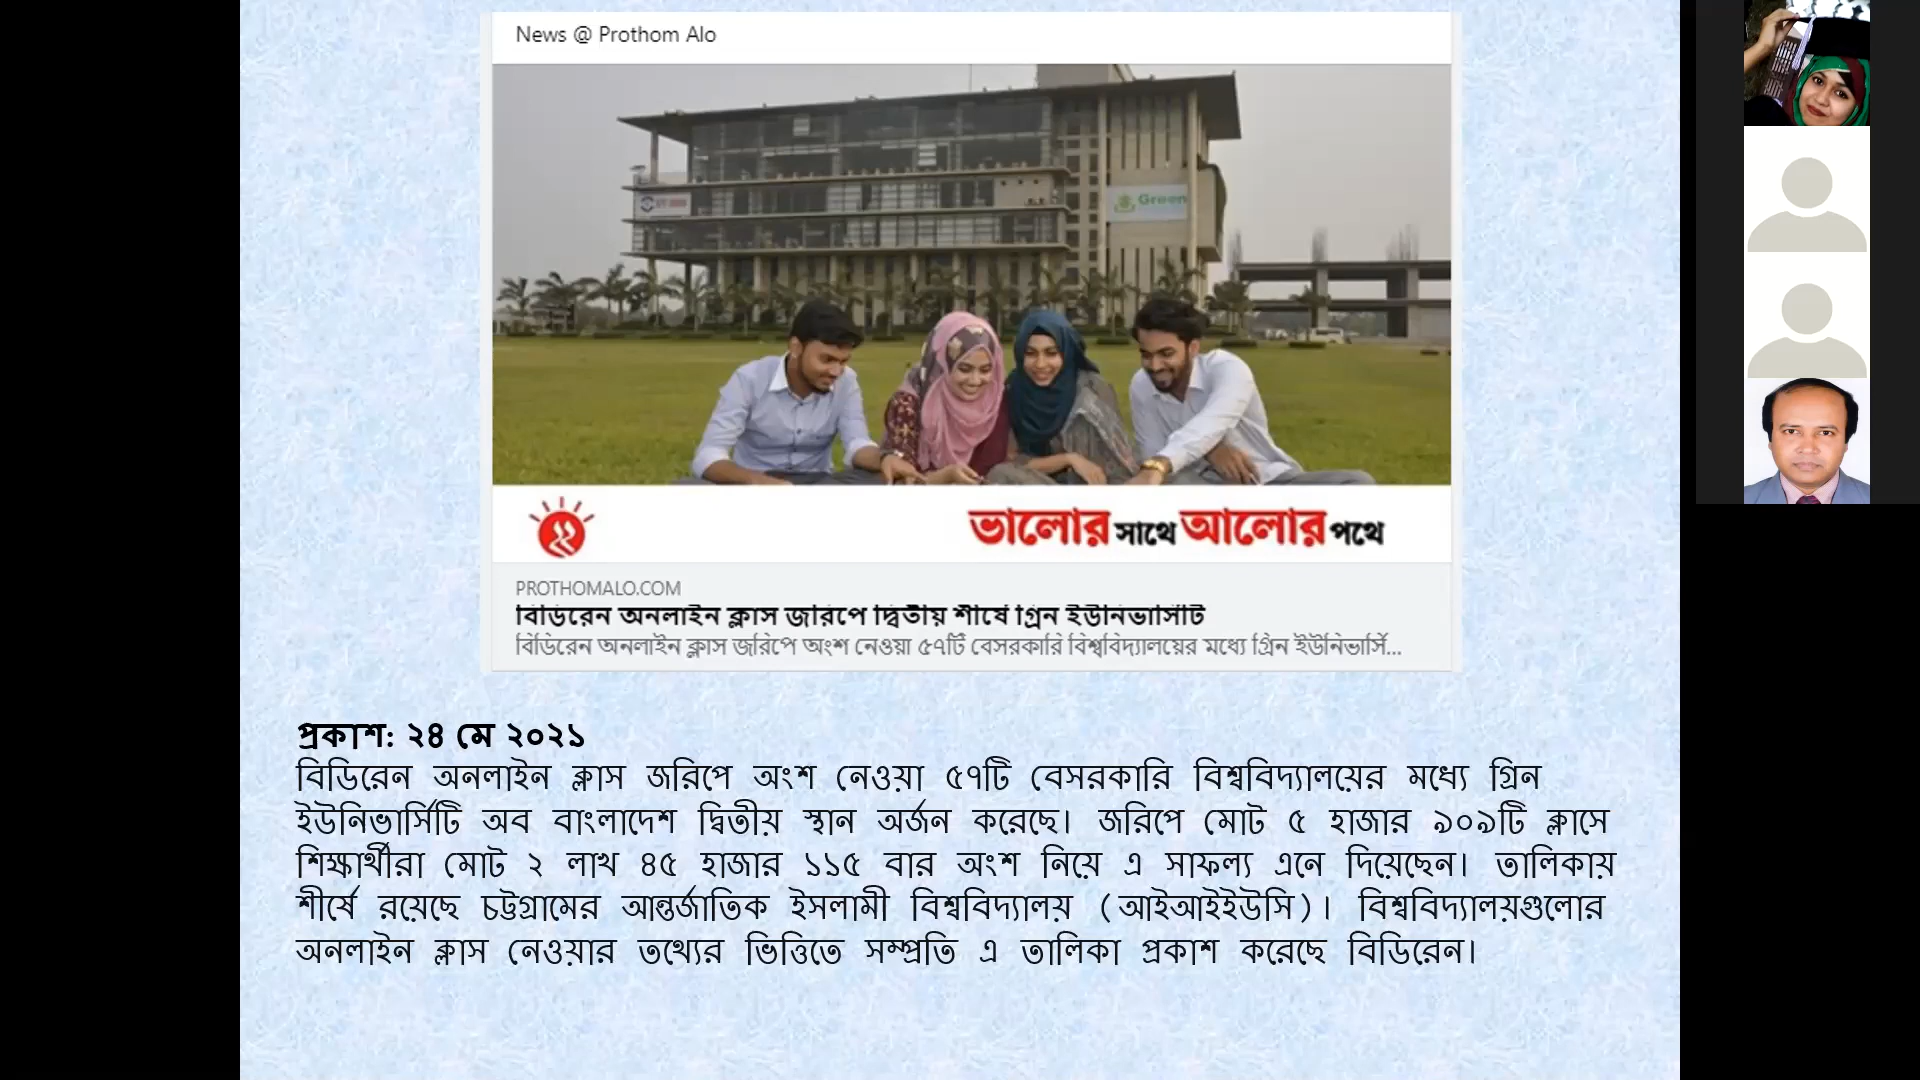 News @ Prothom Alo
Green
ভালোর সাথে আলোর পথে
PROTHOMALO.COM
বিডিরেন অনলাইন ক্লাস জরিপে দ্বিতীয় শীর্ষে গ্রিন ইউনিভার্সিটি
বিডিরেন অনলাইন ক্লাস জরিপে অংশ নেওয়া ৫৭টি বেসরকারি বিশ্ববিদ্যালয়ের মধ্যে গ্রিন ইউনিভার্সি...
প্রকাশ: ২৪ মে ২০২১
বিডিরেন অনলাইন ক্লাস জরিপে অংশ নেওয়া ৫৭টি বেসরকারি বিশ্ববিদ্যালয়ের মধ্যে গ্রিন
ইউনিভার্সিটি অব বাংলাদেশ দ্বিতীয় স্থান অর্জন করেছে। জরিপে মোট ৫ হাজার ৯০৯টি ক্লাসে
শিক্ষার্থীরা মোট ২ লাখ ৪৫ হাজার ১১৫ বার অংশ নিয়ে এ সাফল্য এনে দিয়েছেন। তালিকায়
শীর্ষে রয়েছে চট্টগ্রামের আন্তর্জাতিক ইসলামী বিশ্ববিদ্যালয় (আইআইইউসি)। বিশ্ববিদ্যালয়গুলোর
অনলাইন ক্লাস নেওয়ার তথ্যের ভিত্তিতে সম্প্রতি এ তালিকা প্রকাশ করেছে বিডিরেন।